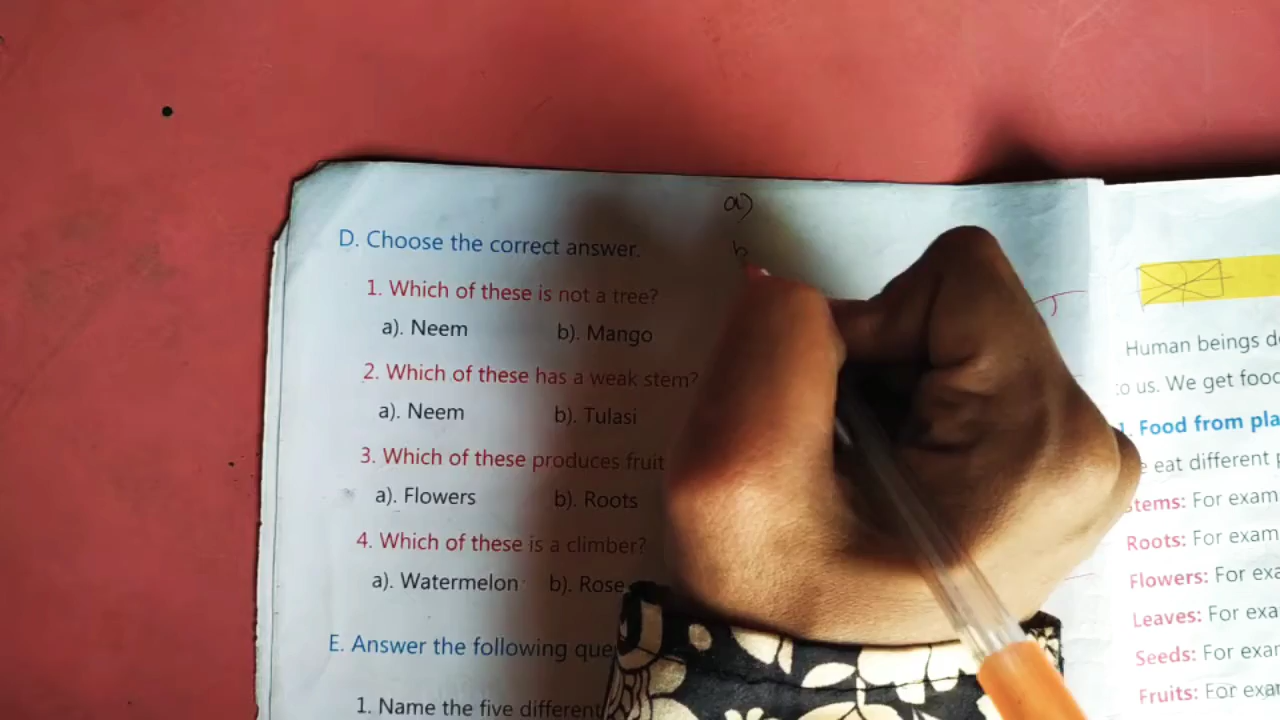 a)
b
D. Choose the correct answer.
1. Which of these is not a tree?
a). Neem b). Mango
2. Which of these has a weak stem?
a). Neem b). Tulasi
3. Which of these produces fruit
a). Flowers b). Roots
4. Which of these is a climber?
a). Watermelon b). Rose
E. Answer the following que
1. Name the five different
Human beings d
to us. We get food
1. Food from pla
e eat different p
Stems: For exam
Roots: For exam
Flowers: For exa
Leaves: For exa
Seeds: For exam
Fruits: For exam